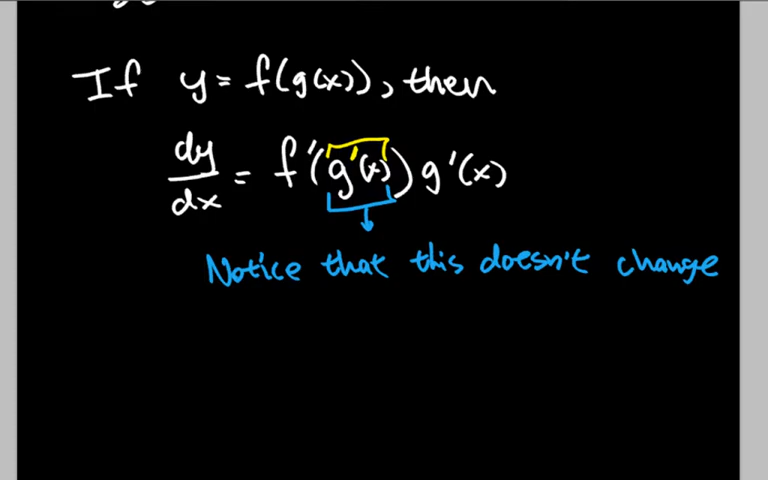 If y = f(g(x)), then
dy/dx = f'(g'(x)) g'(x)
Notice that this doesn't change